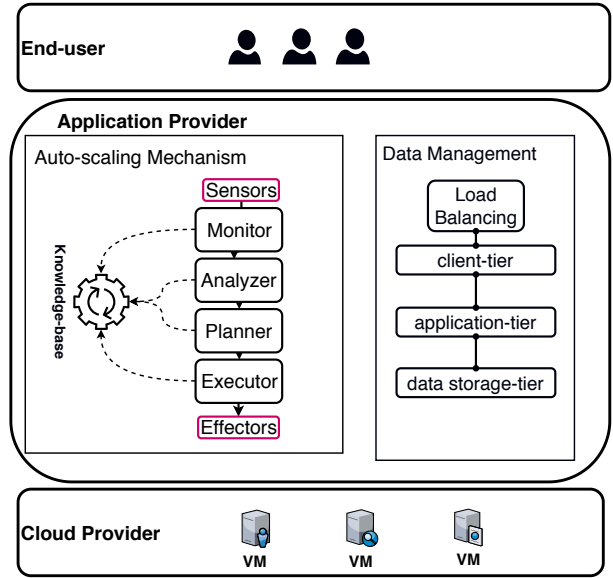 End-user
Application Provider
Auto-scaling Mechanism
Sensors
Monitor
Analyzer
Planner
Executor
Effectors
Knowledge-base
Data Management
Load
Balancing
client-tier
application-tier
data storage-tier
Cloud Provider
VM
VM
VM